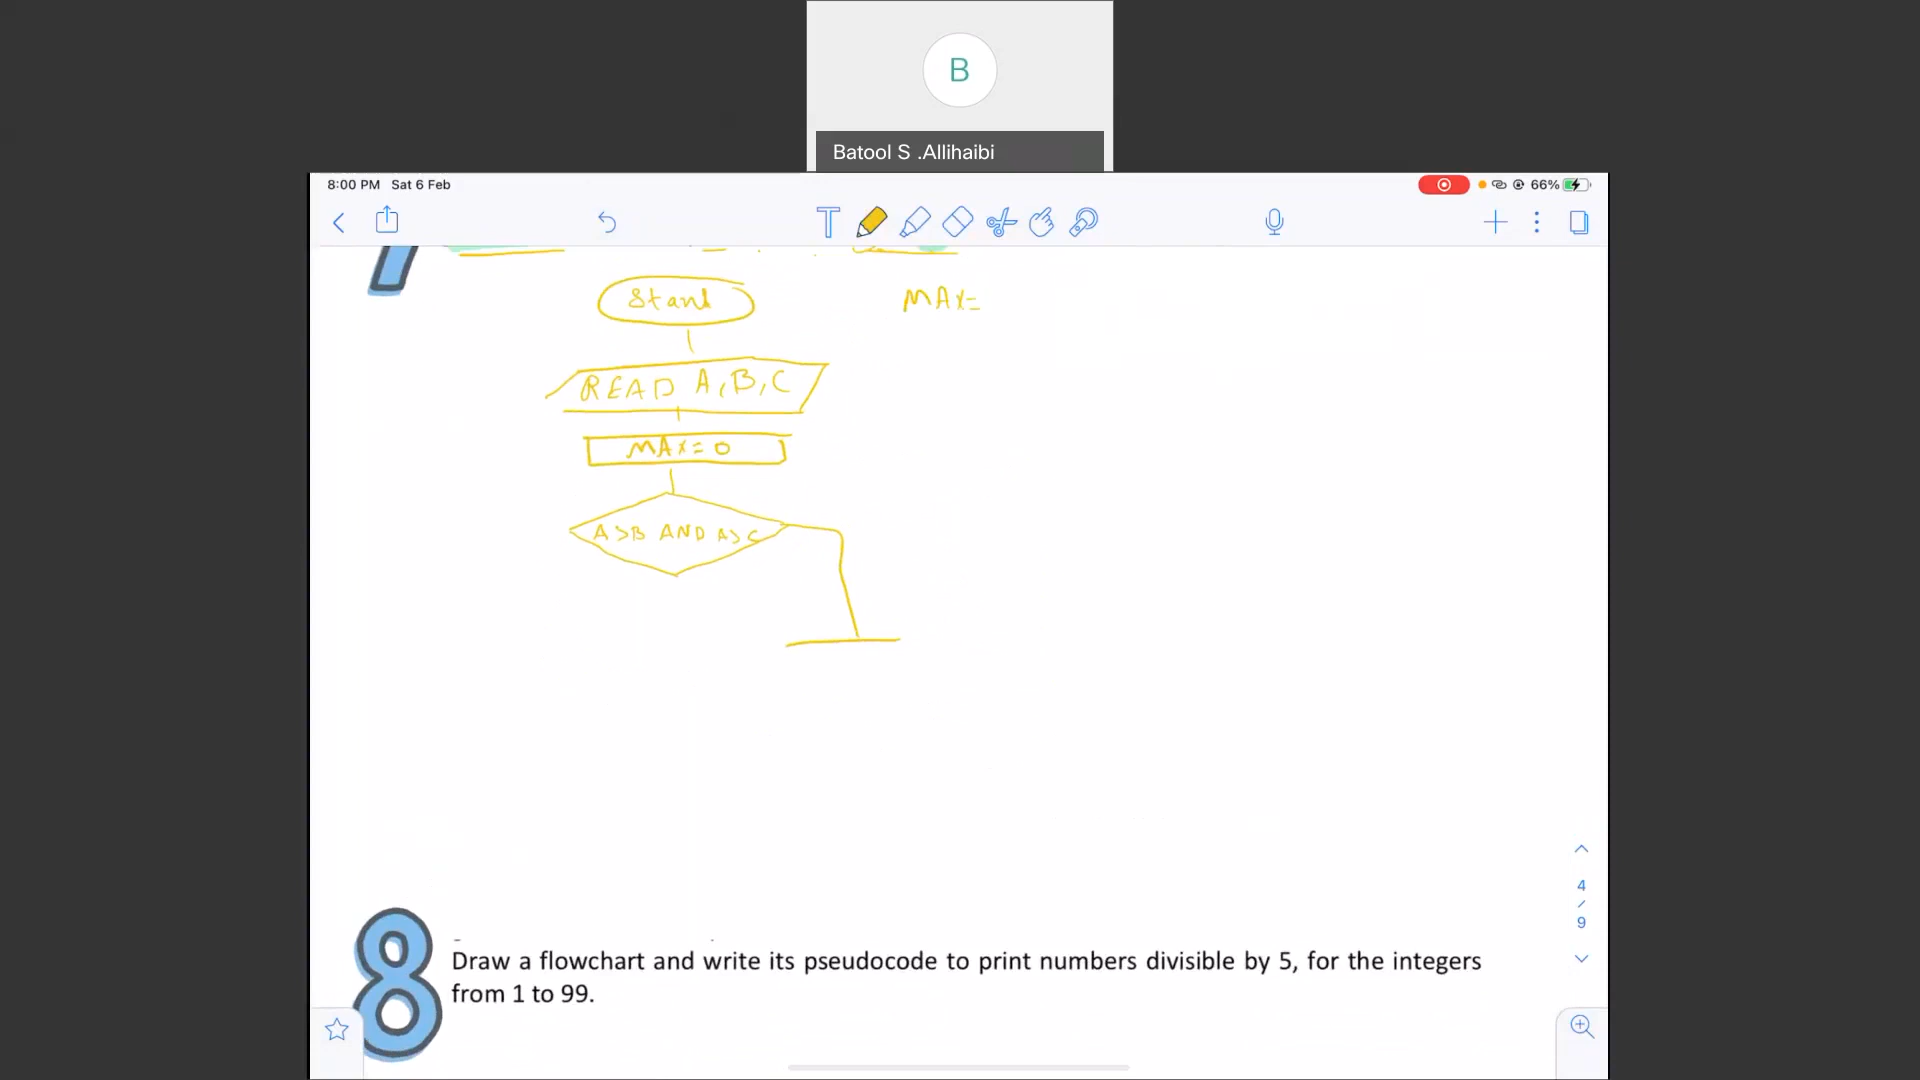 B
Batool S .Allihaibi
8:00 PM Sat 6 Feb
66%
T
7
Start
MAX=
READ A,B,C
MAX=0
A>B AND A>C
4
/
9
8
Draw a flowchart and write its pseudocode to print numbers divisible by 5, for the integers
from 1 to 99.